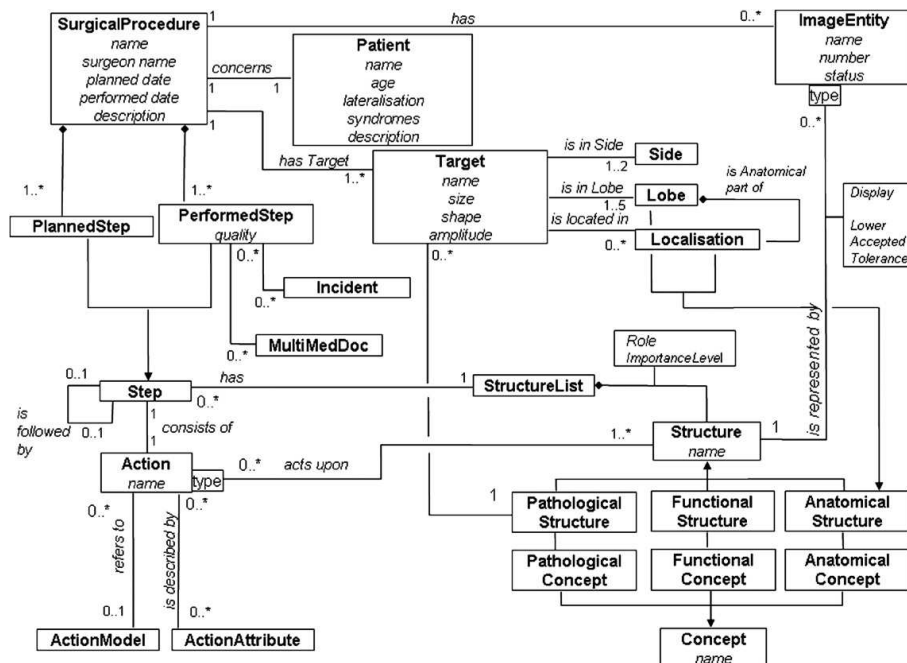 SurgicalProcedure
name
surgeon name
planned date
performed date
description
1
has
0..*
ImageEntity
name
number
status
type
0..*
concerns
1
1
Patient
name
age
lateralisation
syndromes
description
1
has Target
1..*
Target
name
size
shape
amplitude
0..*
is in Side
1..2
Side
is in Lobe
1..5
Lobe
is located in
0..*
Localisation
is Anatomical
part of
Display
Lower
Accepted
Tolerance
1..*
1..*
PlannedStep
PerformedStep
quality
0..*
0..*
0..*
Incident
0..*
MultiMedDoc
is represented by
Role
ImportanceLevel
0..1
Step
0..*
has
1
StructureList
is
followed
by
0..1
1
1
consists of
Action
name
type
0..*
acts upon
1..*
Structure
name
1
0..*
0..*
refers to
is described by
0..1
0..*
ActionModel
ActionAttribute
1
Pathological
Structure
Functional
Structure
Anatomical
Structure
Pathological
Concept
Functional
Concept
Anatomical
Concept
Concept
name